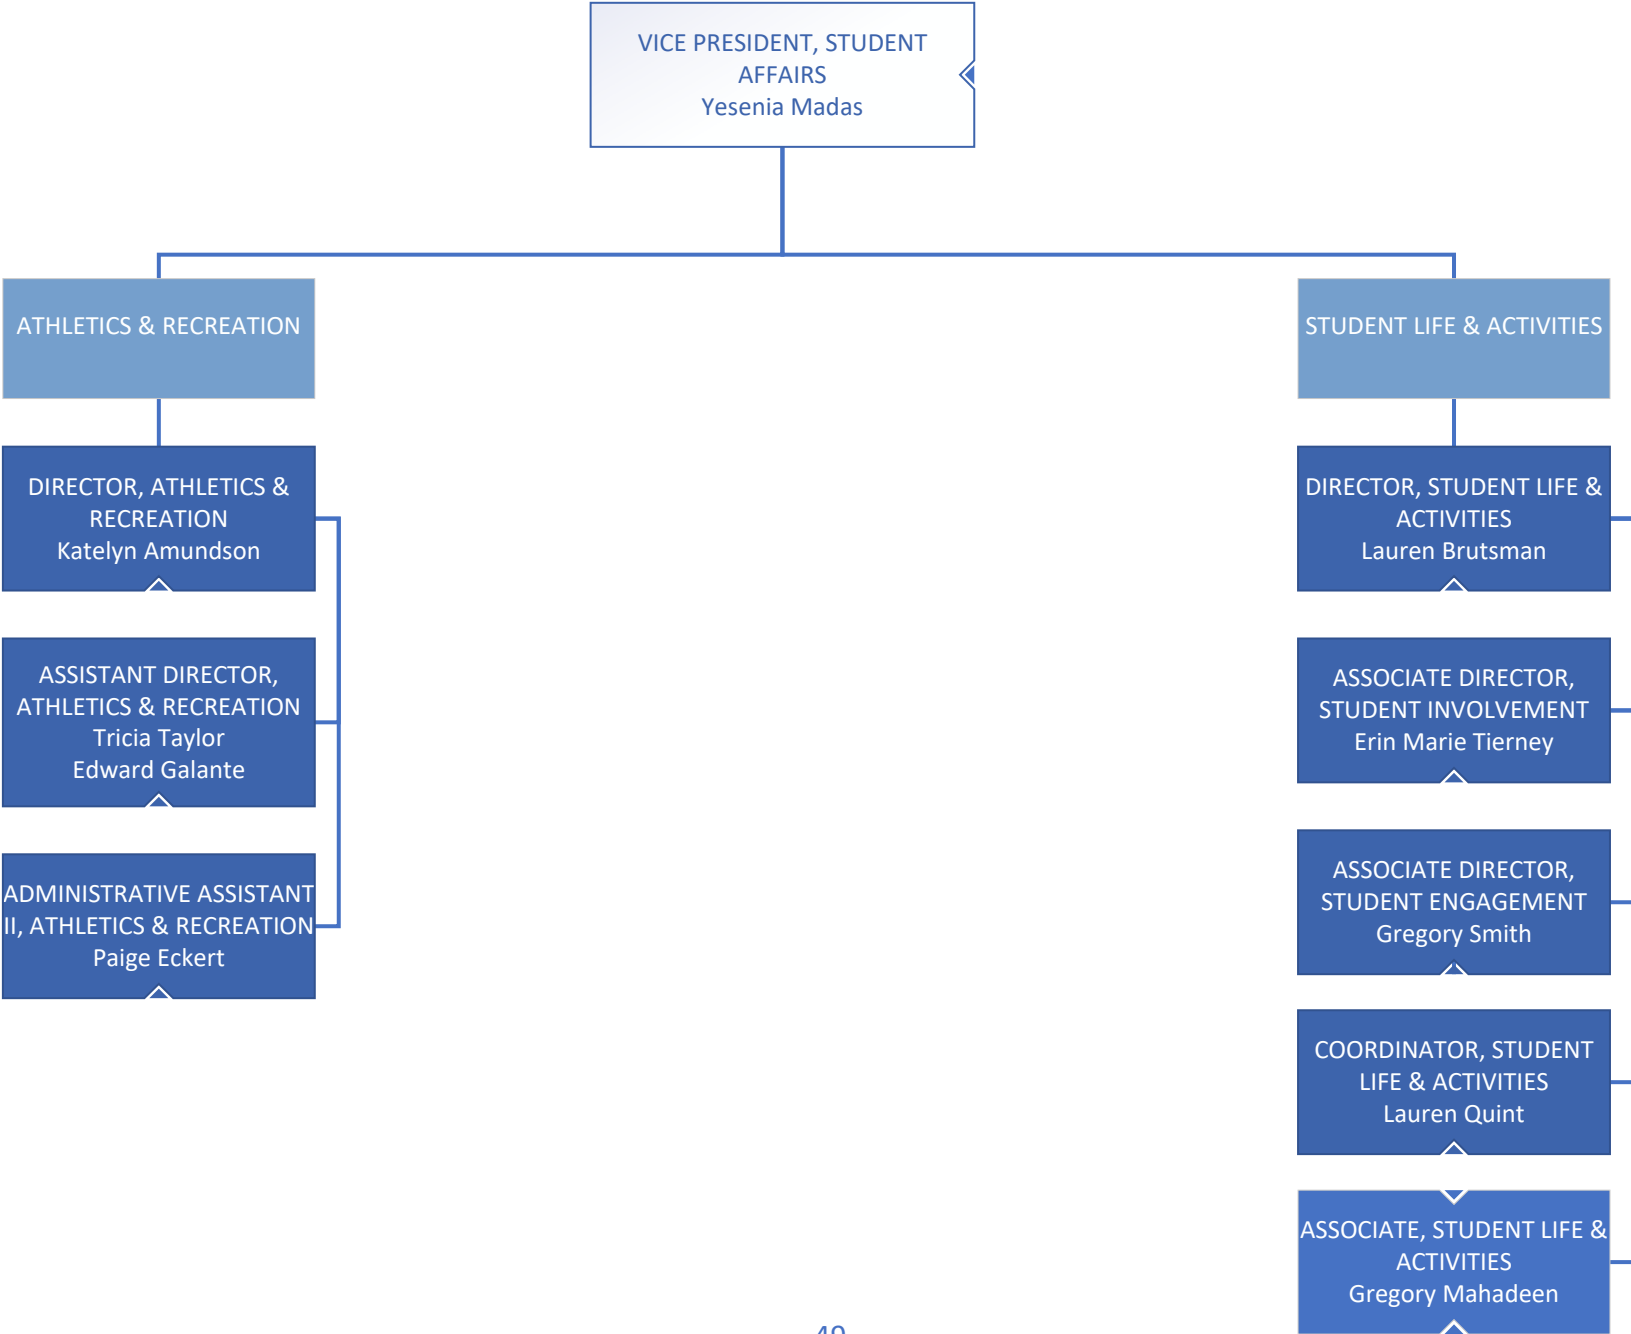 VICE PRESIDENT, STUDENT
AFFAIRS
Yesenia Madas
ATHLETICS & RECREATION
STUDENT LIFE & ACTIVITIES
DIRECTOR, ATHLETICS &
RECREATION
Katelyn Amundson
DIRECTOR, STUDENT LIFE &
ACTIVITIES
Lauren Brutsman
ASSISTANT DIRECTOR,
ATHLETICS & RECREATION
Tricia Taylor
Edward Galante
ASSOCIATE DIRECTOR,
STUDENT INVOLVEMENT
Erin Marie Tierney
ADMINISTRATIVE ASSISTANT
II, ATHLETICS & RECREATION
Paige Eckert
ASSOCIATE DIRECTOR,
STUDENT ENGAGEMENT
Gregory Smith
COORDINATOR, STUDENT
LIFE & ACTIVITIES
Lauren Quint
ASSOCIATE, STUDENT LIFE &
ACTIVITIES
Gregory Mahadeen